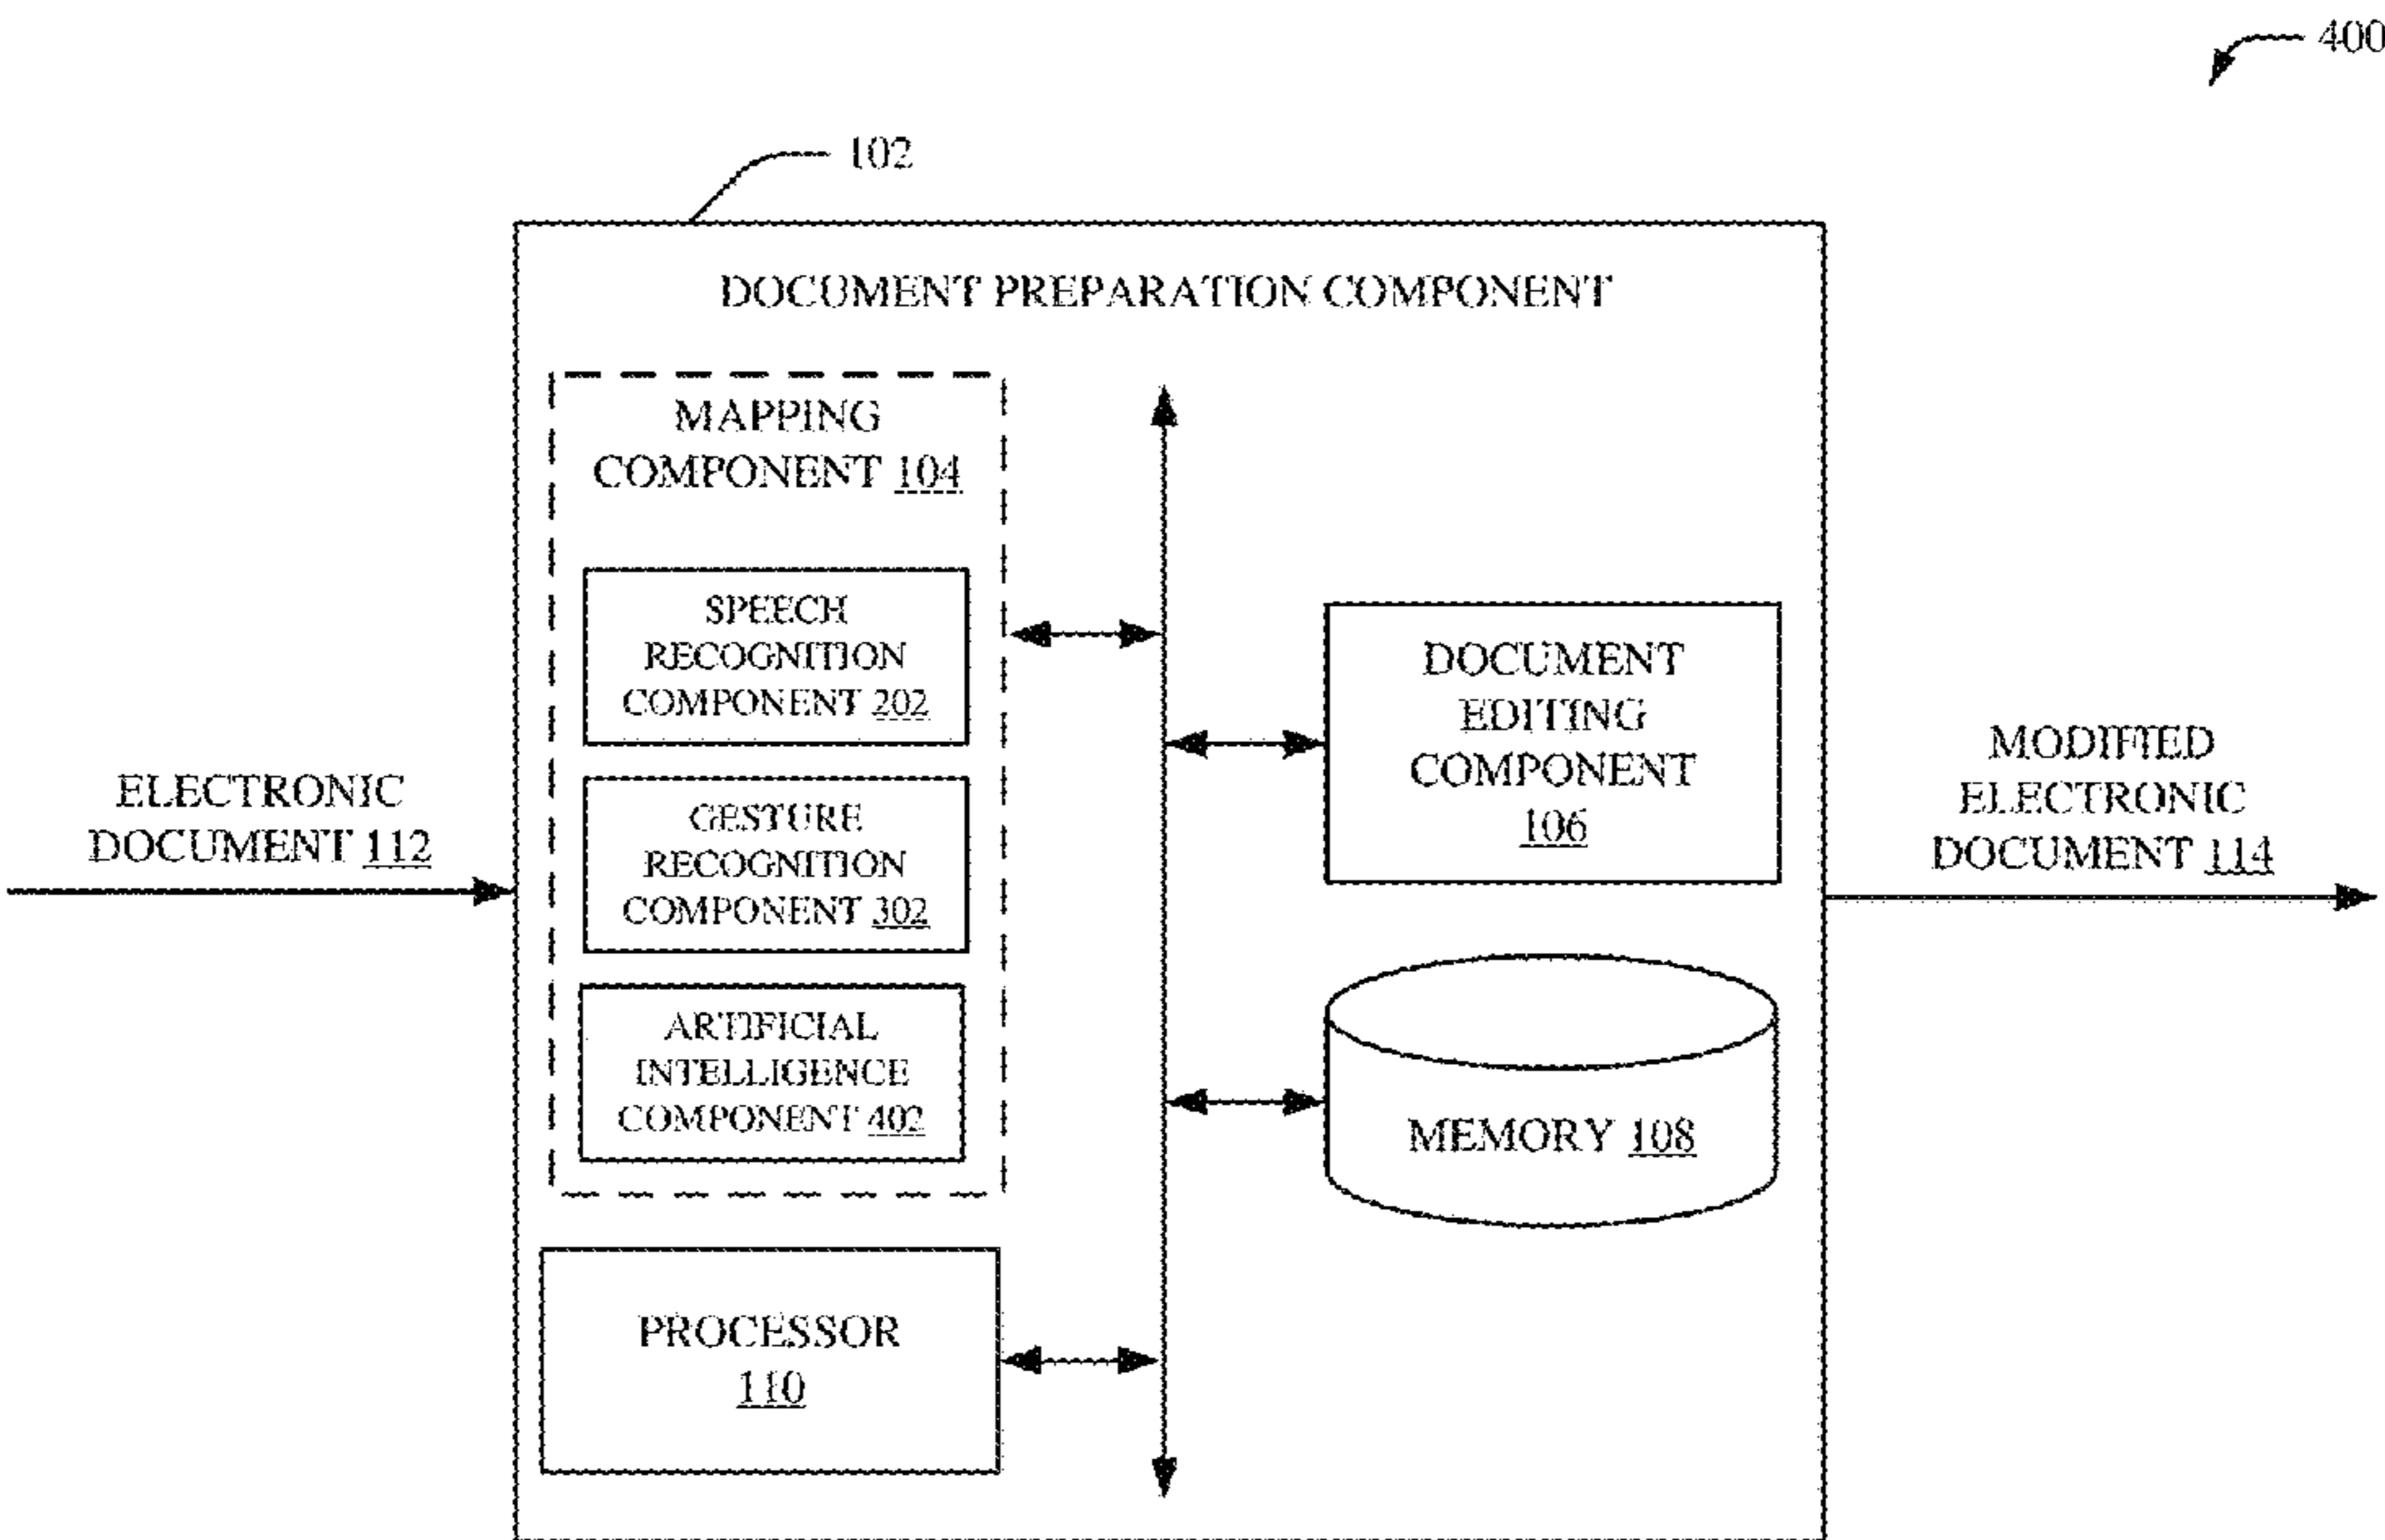 400
102
DOCUMENT PREPARATION COMPONENT
MAPPING
COMPONENT 104
SPEECH
RECOGNITION
COMPONENT 202
GESTURE
RECOGNITION
COMPONENT 302
ARTIFICIAL
INTELLIGENCE
COMPONENT 402
PROCESSOR
110
DOCUMENT
EDITING
COMPONENT
106
MEMORY 108
ELECTRONIC
DOCUMENT 112
MODIFIED
ELECTRONIC
DOCUMENT 114